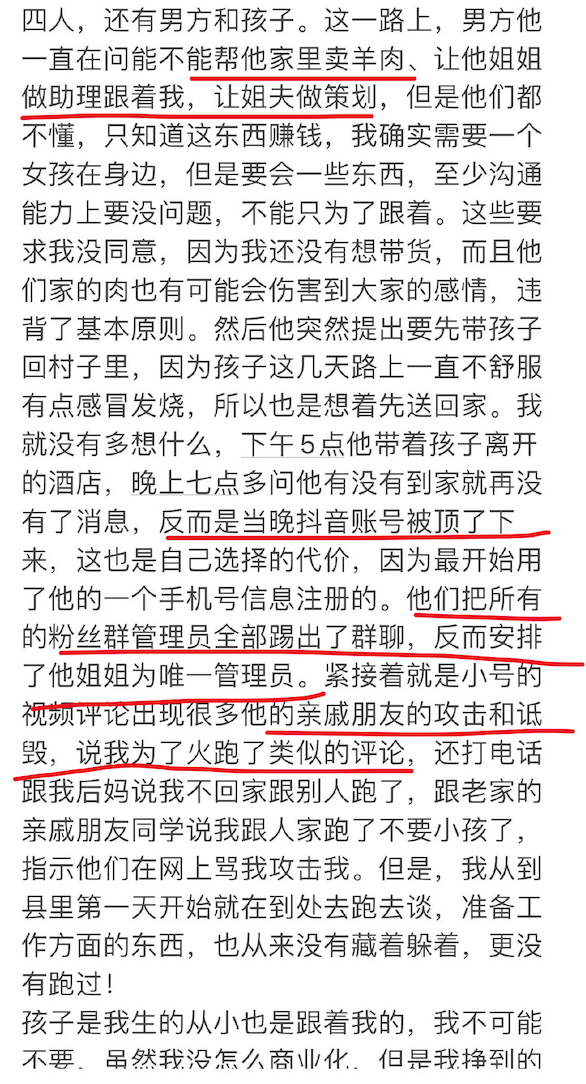 四人，还有男方和孩子。这一路上，男方他
一直在问能不能帮他家里卖羊肉、让他姐姐
做助理跟着我，让姐夫做策划，但是他们都
不懂，只知道这东西赚钱，我确实需要一个
女孩在身边，但是要会一些东西，至少沟通
能力上要没问题，不能只为了跟着。这些要
求我没同意，因为我还没有想带货，而且他
们家的肉也有可能会伤害到大家的感情，违
背了基本原则。然后他突然提出要先带孩子
回村子里，因为孩子这几天路上一直不舒服
有点感冒发烧，所以也是想着先送回家。我
就没有多想什么，下午5点他带着孩子离开
的酒店，晚上七点多问他有没有到家就再没
有了消息，反而是当晚抖音账号被顶了下
来，这也是自己选择的代价，因为最开始用
了他的一个手机号信息注册的。他们把所有
的粉丝群管理员全部踢出了群聊，反而安排
了他姐姐为唯一管理员。紧接着就是小号的
视频评论出现很多他的亲戚朋友的攻击和诋
毁，说我为了火跑了类似的评论，还打电话
跟我后妈说我不回家跟别人跑了，跟老家的
亲戚朋友同学说我跟人家跑了不要小孩了，
指示他们在网上骂我攻击我。但是，我从到
县里第一天开始就在到处去跑去谈，准备工
作方面的东西，也从来没有藏着躲着，更没
有跑过！
孩子是我生的从小也是跟着我的，我不可能
不要，虽然我没怎么商业化，但是我挣到的